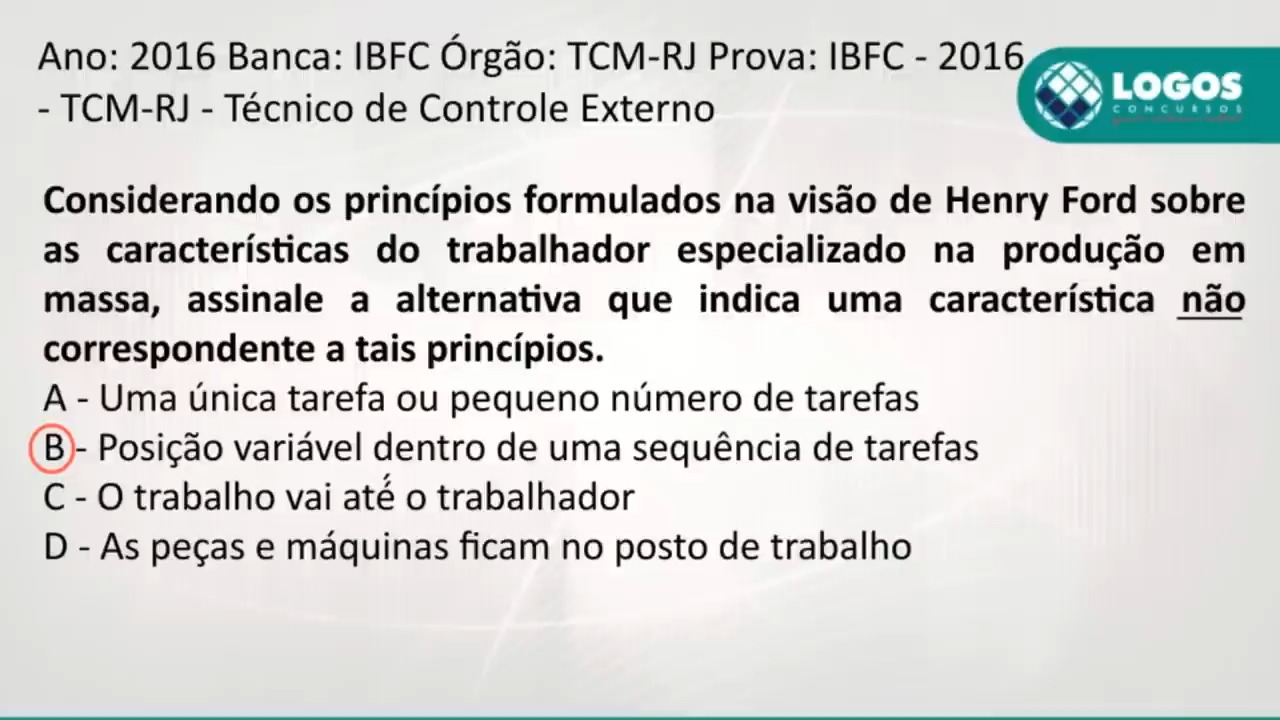 Ano: 2016 Banca: IBFC Órgão: TCM-RJ Prova: IBFC - 2016
- TCM-RJ - Técnico de Controle Externo
LOGOS
CONCURSOS
Considerando os princípios formulados na visão de Henry Ford sobre
as características do trabalhador especializado na produção em
massa, assinale a alternativa que indica uma característica não
correspondente a tais princípios.
A - Uma única tarefa ou pequeno número de tarefas
B - Posição variável dentro de uma sequência de tarefas
C - O trabalho vai até o trabalhador
D - As peças e máquinas ficam no posto de trabalho